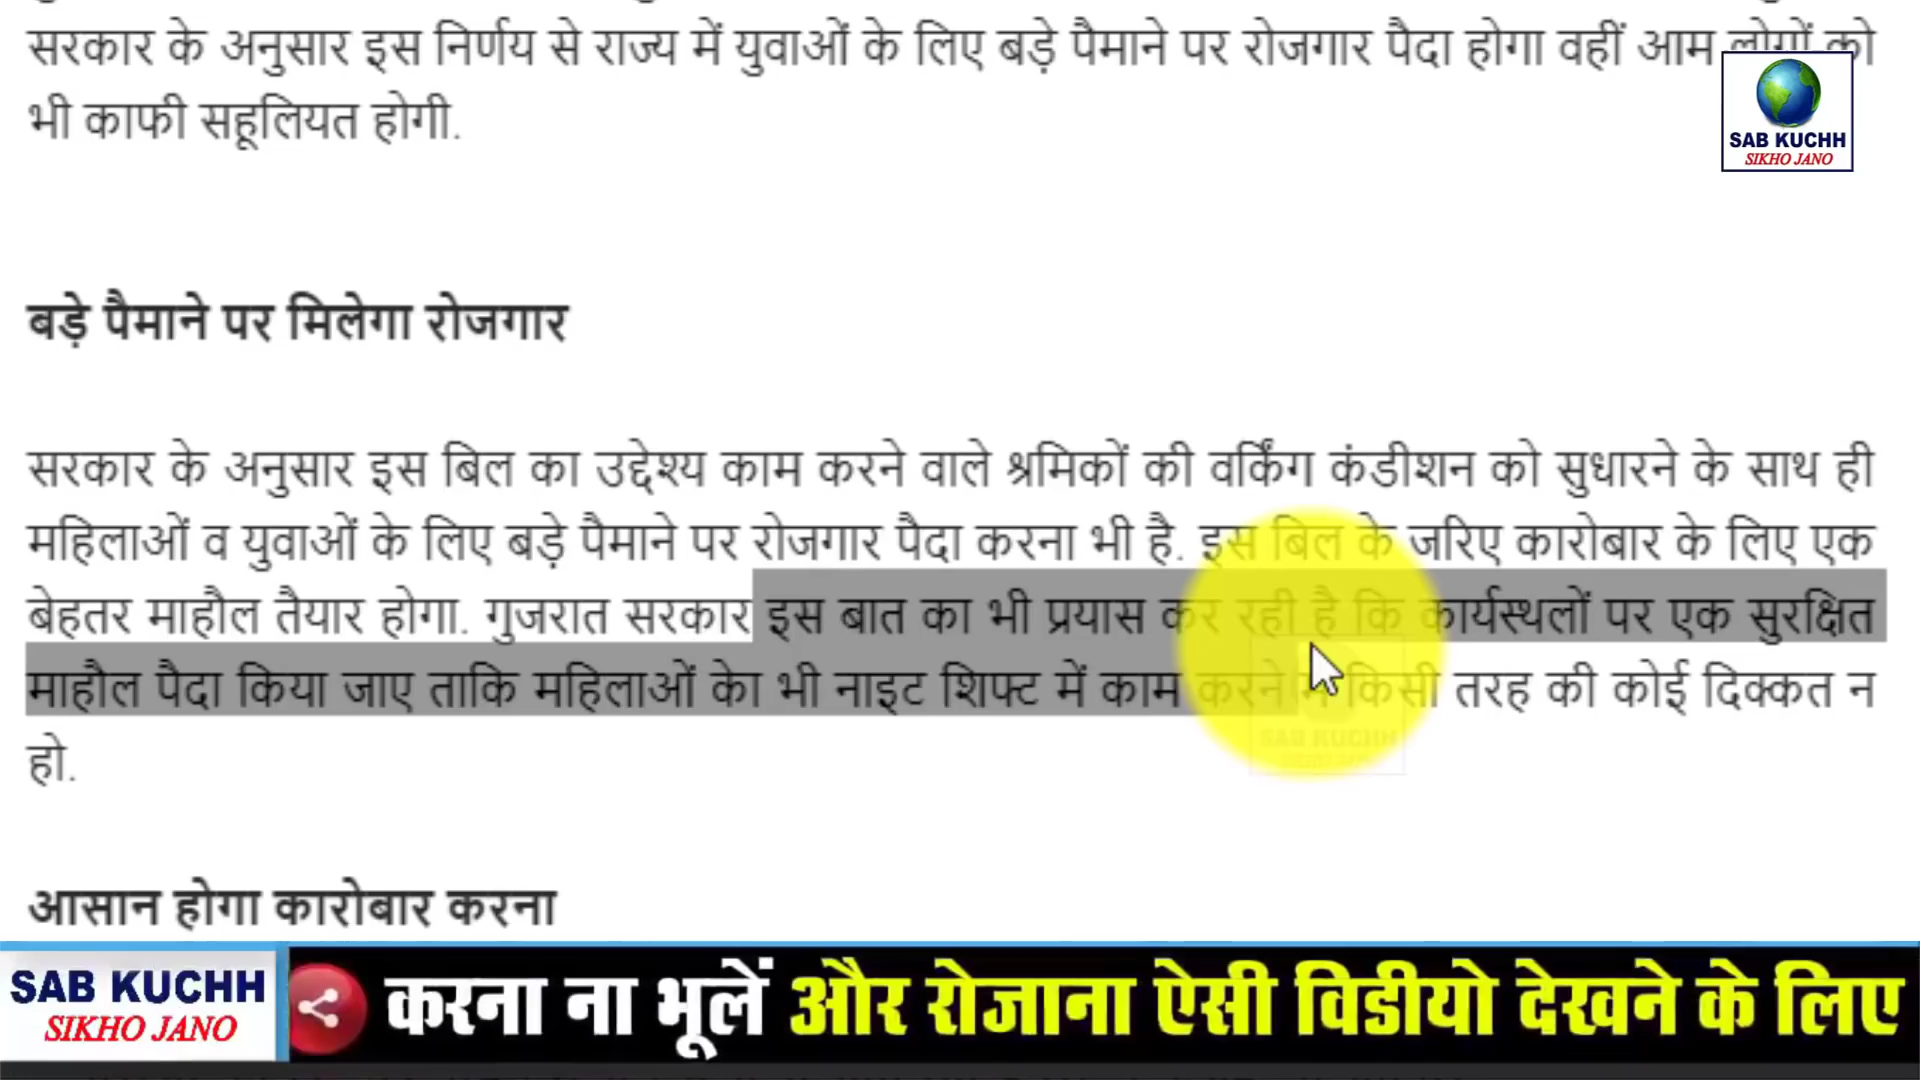 सरकार के अनुसार इस निर्णय से राज्य में युवाओं के लिए बड़े पैमाने पर रोजगार पैदा होगा वहीं आम लोगों को
भी काफी सहूलियत होगी.
SAB KUCHH
SIKHO JANO
बड़े पैमाने पर मिलेगा रोजगार
सरकार के अनुसार इस बिल का उद्देश्य काम करने वाले श्रमिकों की वर्किंग कंडीशन को सुधारने के साथ ही
महिलाओं व युवाओं के लिए बड़े पैमाने पर रोजगार पैदा करना भी है. इस बिल के जरिए कारोबार के लिए एक
बेहतर माहौल तैयार होगा. गुजरात सरकार इस बात का भी प्रयास कर रही है कि कार्यस्थलों पर एक सुरक्षित
माहौल पैदा किया जाए ताकि महिलाओं केा भी नाइट शिफ्ट में काम करने में किसी तरह की कोई दिक्कत न
हो.
SAB KUCHH
आसान होगा कारोबार करना
SAB KUCHH
SIKHO JANO
करना ना भूलें और रोजाना ऐसी विडीयो देखने के लिए